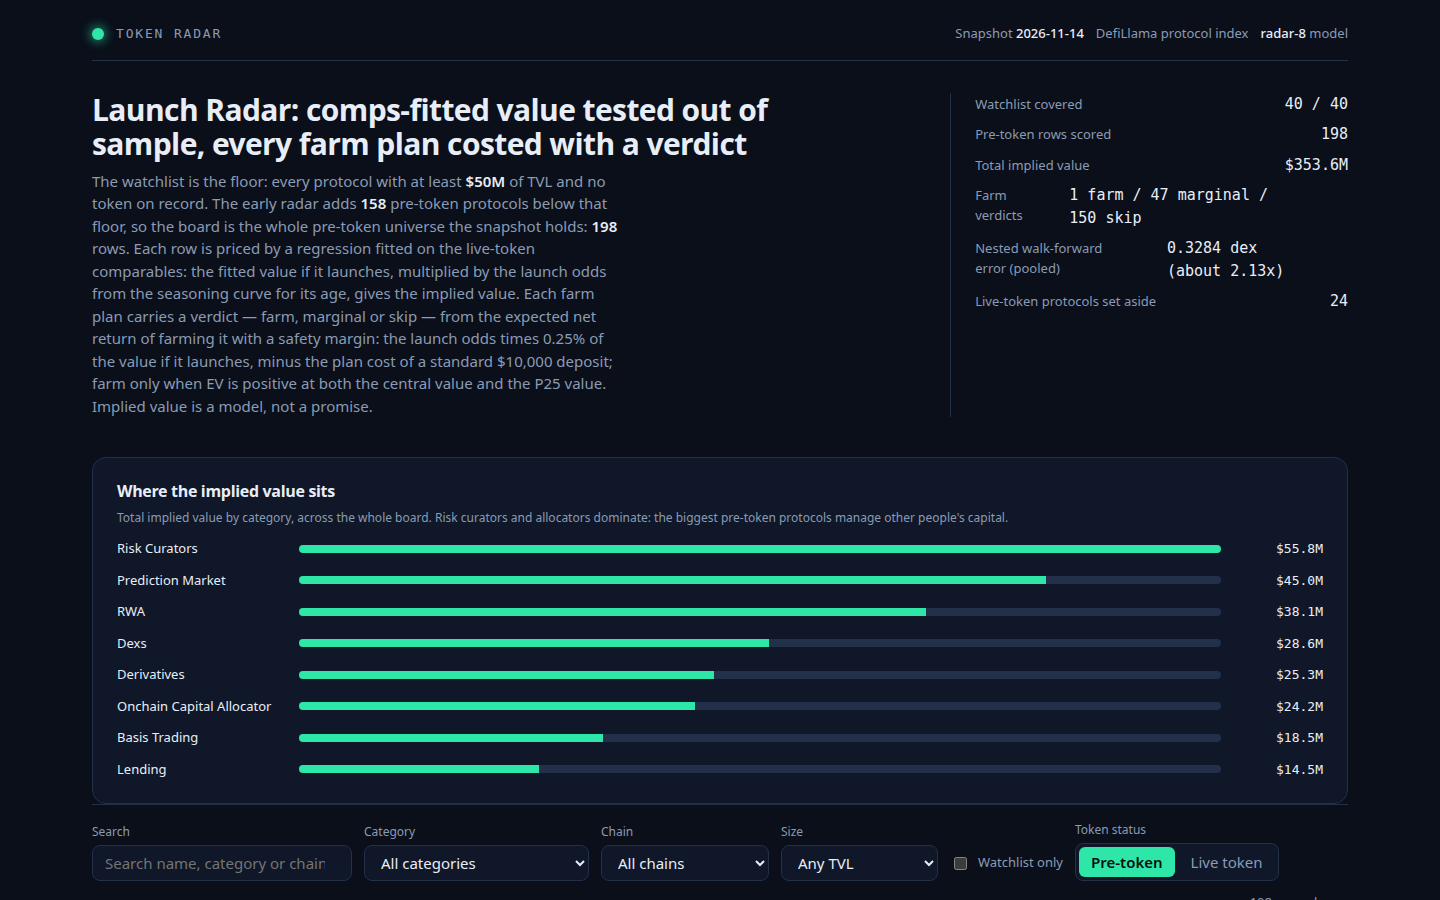 TOKEN RADAR
Snapshot 2026-11-14 DefiLlama protocol index radar-8 model
Launch Radar: comps-fitted value tested out of
sample, every farm plan costed with a verdict
The watchlist is the floor: every protocol with at least $50M of TVL and no
token on record. The early radar adds 158 pre-token protocols below that
floor, so the board is the whole pre-token universe the snapshot holds: 198
rows. Each row is priced by a regression fitted on the live-token
comparables: the fitted value if it launches, multiplied by the launch odds
from the seasoning curve for its age, gives the implied value. Each farm
plan carries a verdict — farm, marginal or skip — from the expected net
return of farming it with a safety margin: the launch odds times 0.25% of
the value if it launches, minus the plan cost of a standard $10,000 deposit;
farm only when EV is positive at both the central value and the P25 value.
Implied value is a model, not a promise.
Watchlist covered 40 / 40
Pre-token rows scored 198
Total implied value $353.6M
Farm verdicts 1 farm / 47 marginal /
150 skip
Nested walk-forward 0.3284 dex
error (pooled) (about 2.13x)
Live-token protocols set aside 24
Where the implied value sits
Total implied value by category, across the whole board. Risk curators and allocators dominate: the biggest pre-token protocols manage other people's capital.
Risk Curators $55.8M
Prediction Market $45.0M
RWA $38.1M
Dexs $28.6M
Derivatives $25.3M
Onchain Capital Allocator $24.2M
Basis Trading $18.5M
Lending $14.5M
Search Category Chain Size Token status
Search name, category or chain All categories All chains Any TVL Watchlist only Pre-token Live token